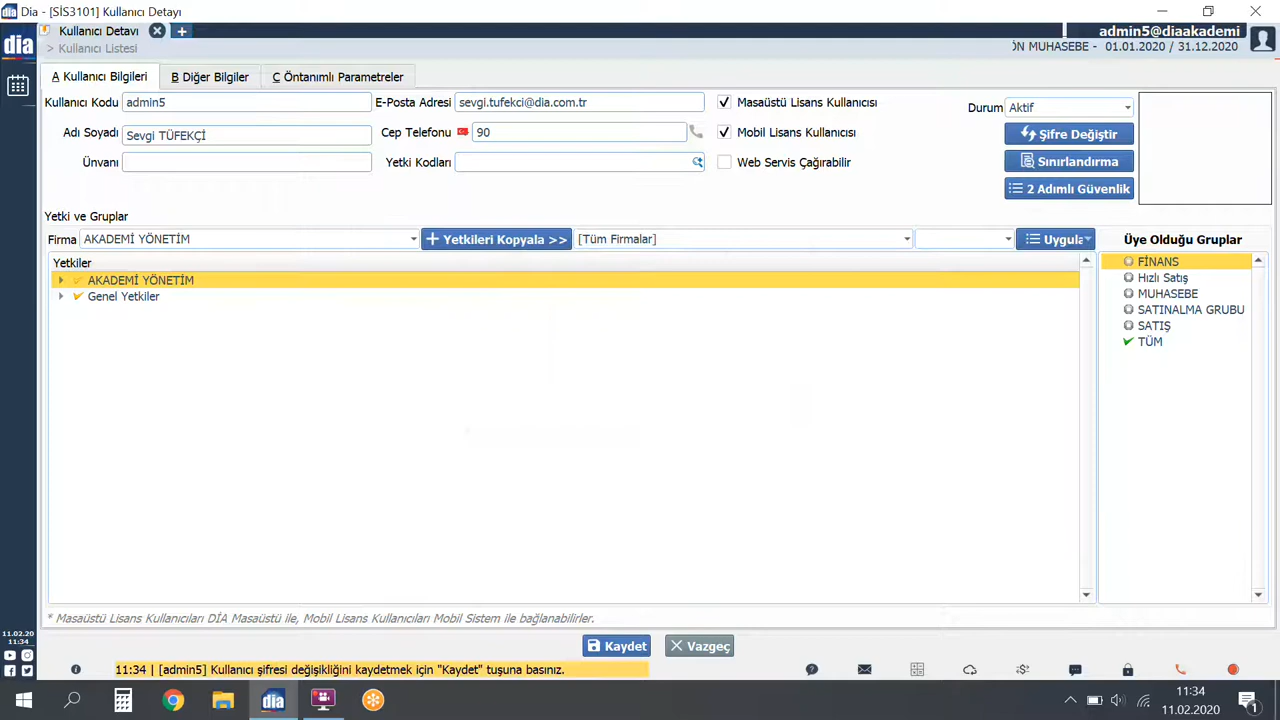 Dia - [SİS3101] Kullanıcı Detayı
Kullanıcı Detayı
admin5@diaakademi
dia
> Kullanıcı Listesi
ÖN MUHASEBE - 01.01.2020 / 31.12.2020
A Kullanıcı Bilgileri
B Diğer Bilgiler
C Öntanımlı Parametreler
Kullanıcı Kodu admin5
E-Posta Adresi sevgi.tufekci@dia.com.tr
Masaüstü Lisans Kullanıcısı
Durum Aktif
Adı Soyadı Sevgi TÜFEKÇİ
Cep Telefonu 90
Mobil Lisans Kullanıcısı
Şifre Değiştir
Ünvanı
Yetki Kodları
Web Servis Çağırabilir
Sınırlandırma
2 Adımlı Güvenlik
Yetki ve Gruplar
Firma AKADEMİ YÖNETİM
Yetkileri Kopyala >>
[Tüm Firmalar]
Uygula
Üye Olduğu Gruplar
Yetkiler
AKADEMİ YÖNETİM
Genel Yetkiler
FİNANS
Hızlı Satış
MUHASEBE
SATINALMA GRUBU
SATIŞ
TÜM
* Masaüstü Lisans Kullanıcıları DİA Masaüstü ile, Mobil Lisans Kullanıcıları Mobil Sistem ile bağlanabilirler.
11.02.20
11:34
Kaydet
Vazgeç
11:34 | [admin5] Kullanıcı şifresi değişikliğini kaydetmek için "Kaydet" tuşuna basınız.
dia
11:34
11.02.2020
1